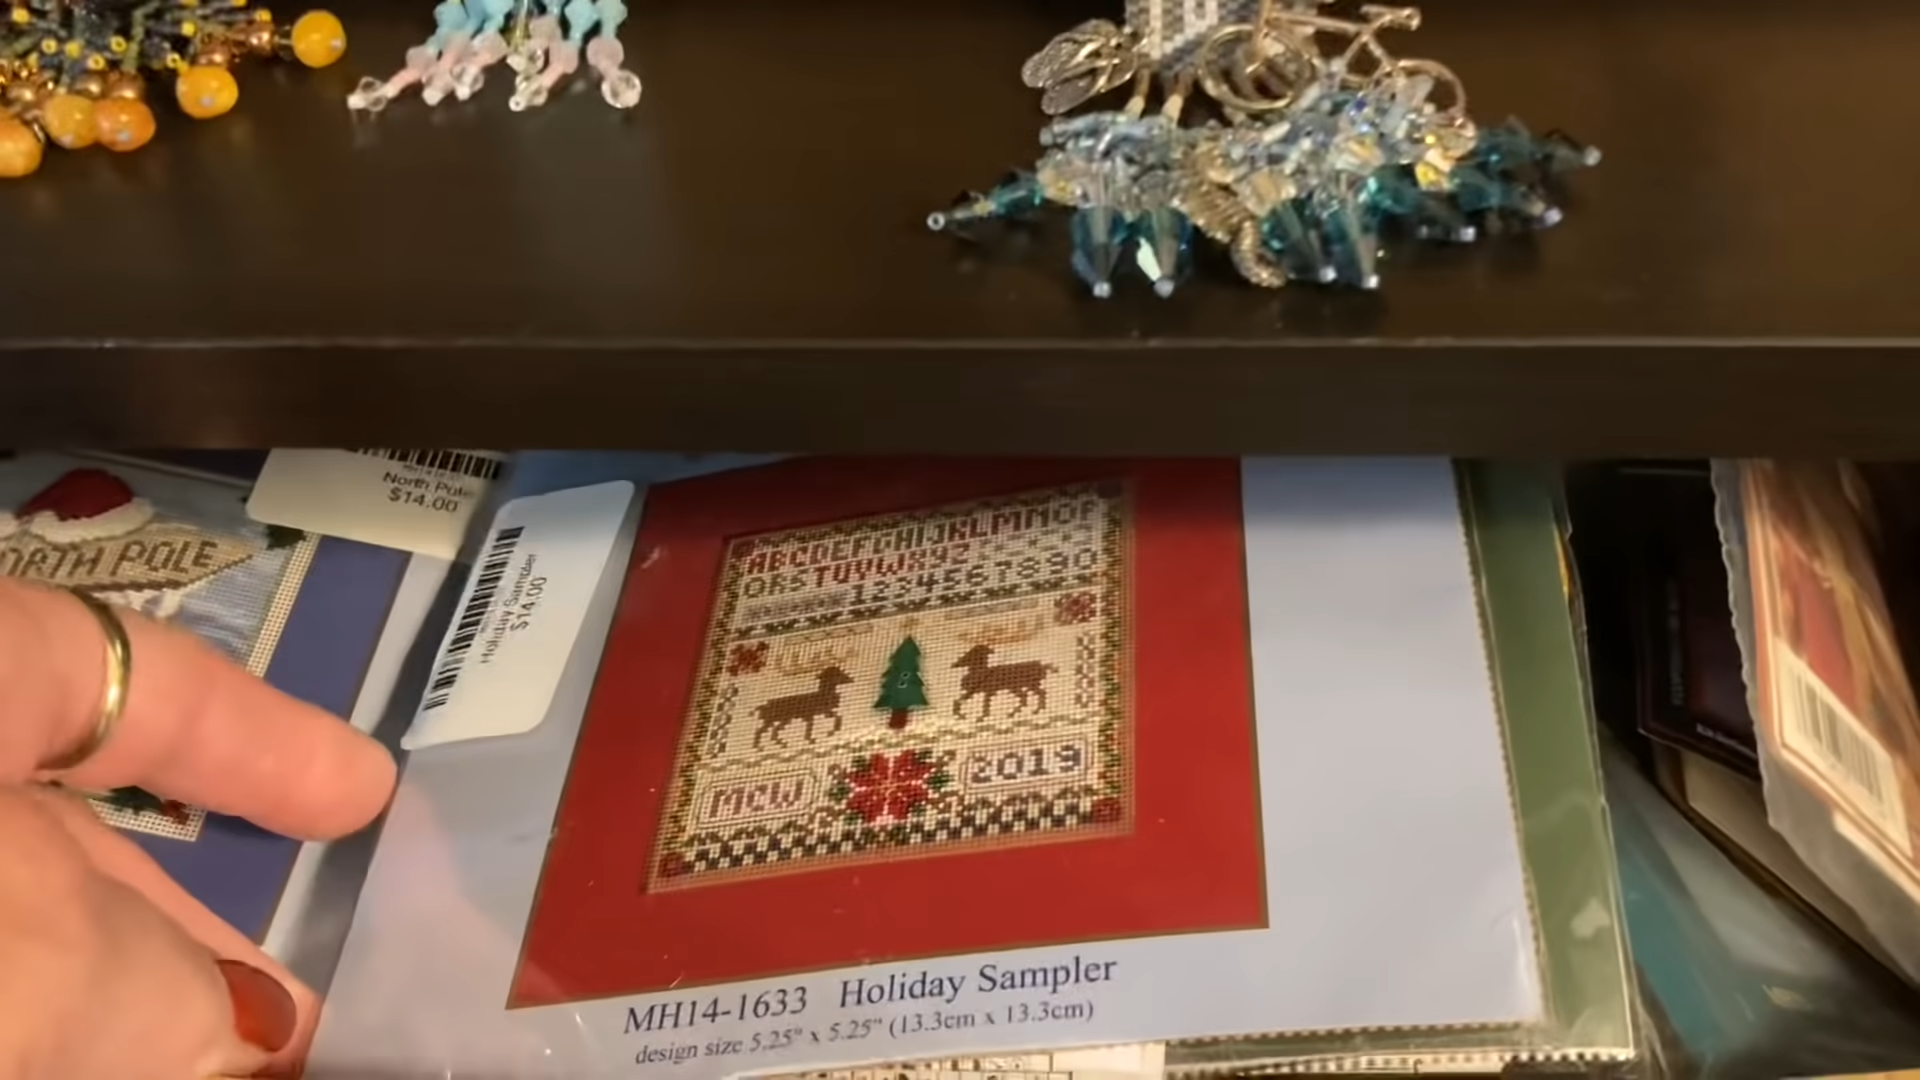 North Pole
$14.00
NORTH POLE
Holiday Sampler
$14.00
ABCDEFGHIJKLMNOP
QRSTUVWXYZ
1234567890
MCW
2019
MH14-1633 Holiday Sampler
design size 5.25" x 5.25" (13.3cm x 13.3cm)